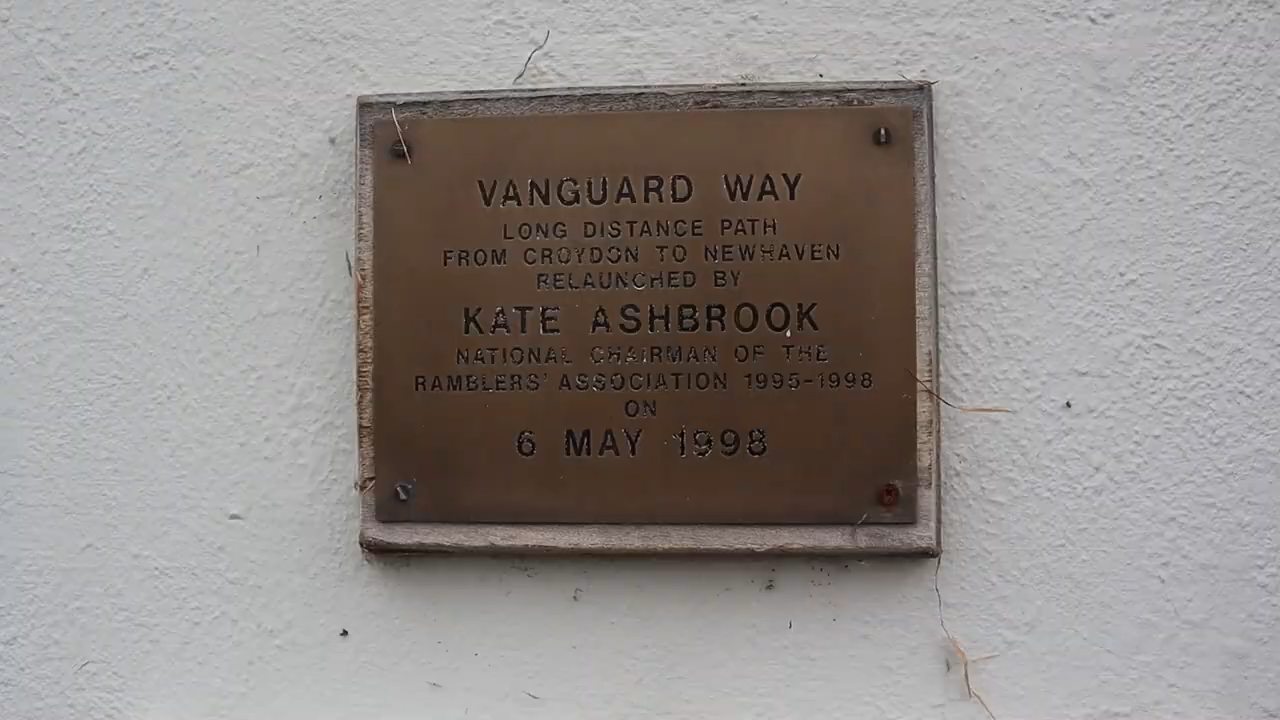 VANGUARD WAY
LONG DISTANCE PATH
FROM CROYDON TO NEWHAVEN
RELAUNCHED BY
KATE ASHBROOK
NATIONAL CHAIRMAN OF THE
RAMBLERS' ASSOCIATION 1995-1998
ON
6 MAY 1998